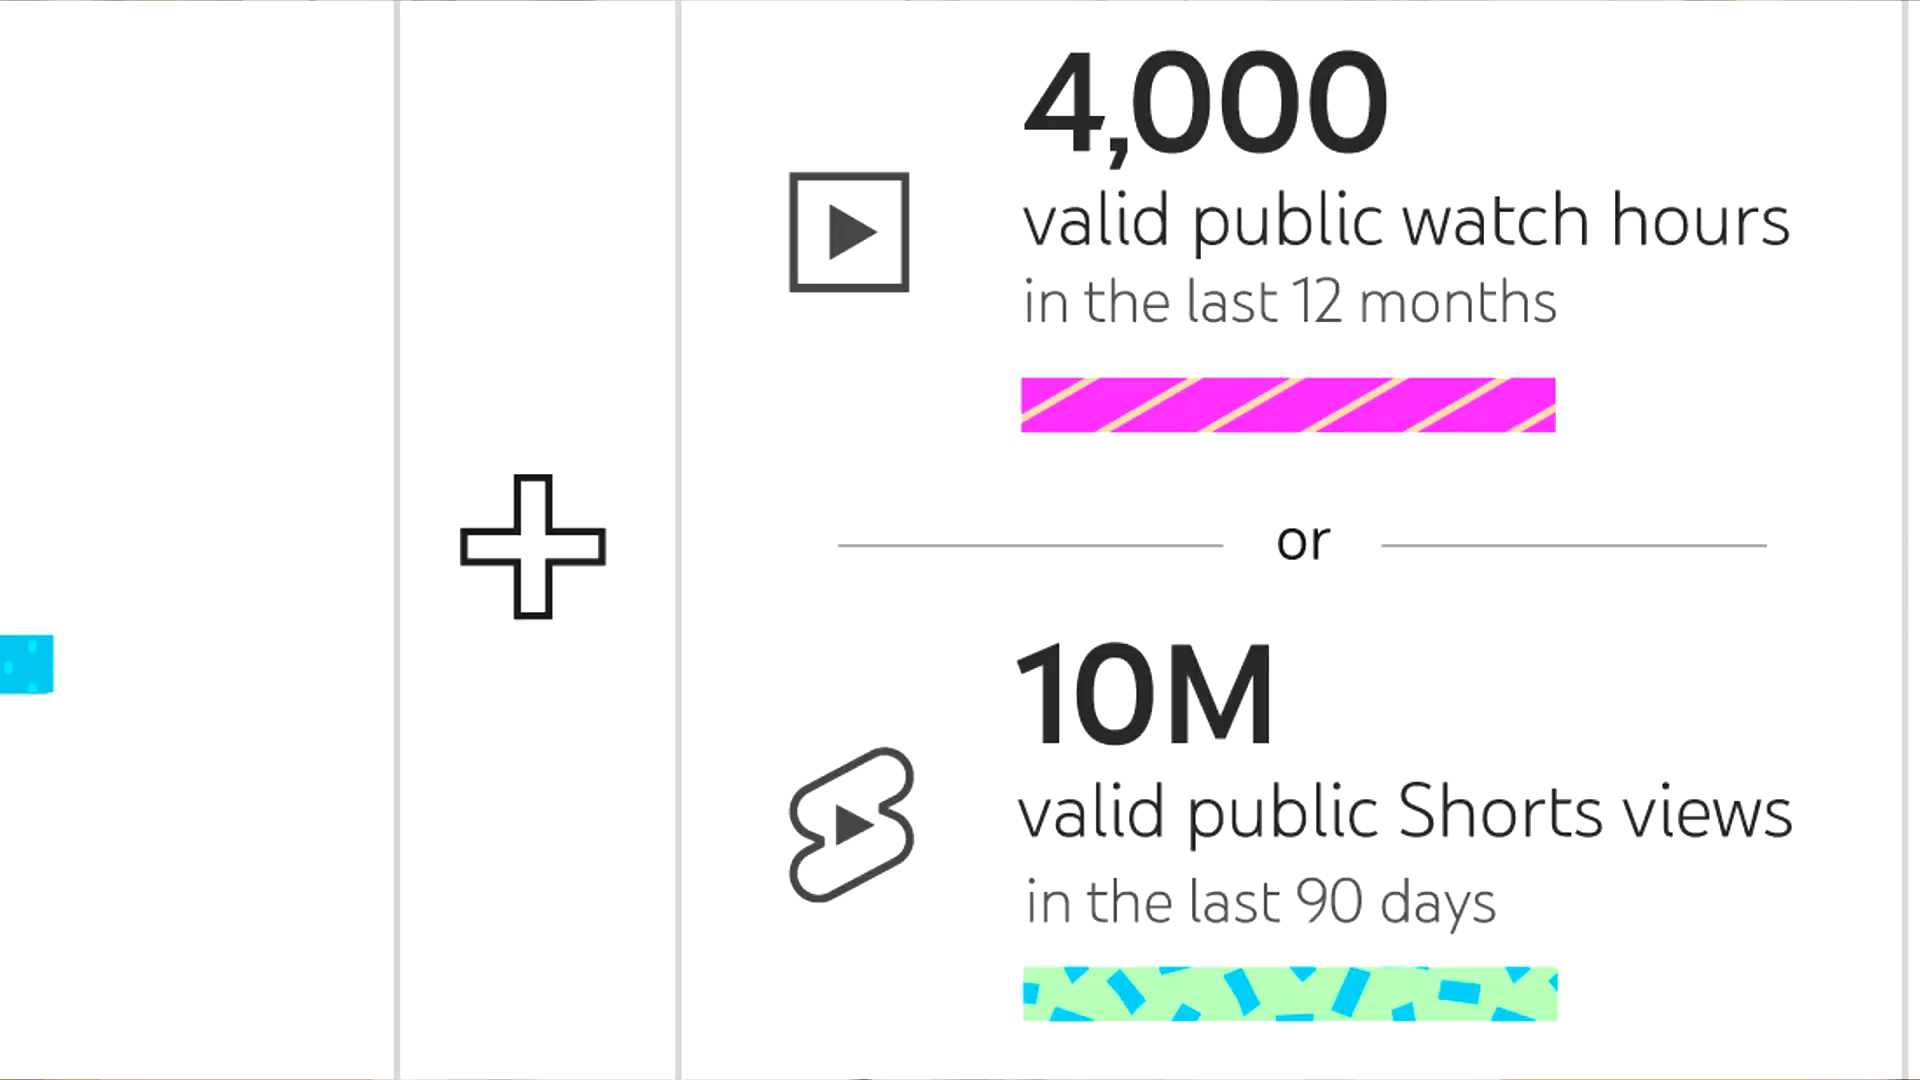 4,000
valid public watch hours
in the last 12 months
or
10M
valid public Shorts views
in the last 90 days